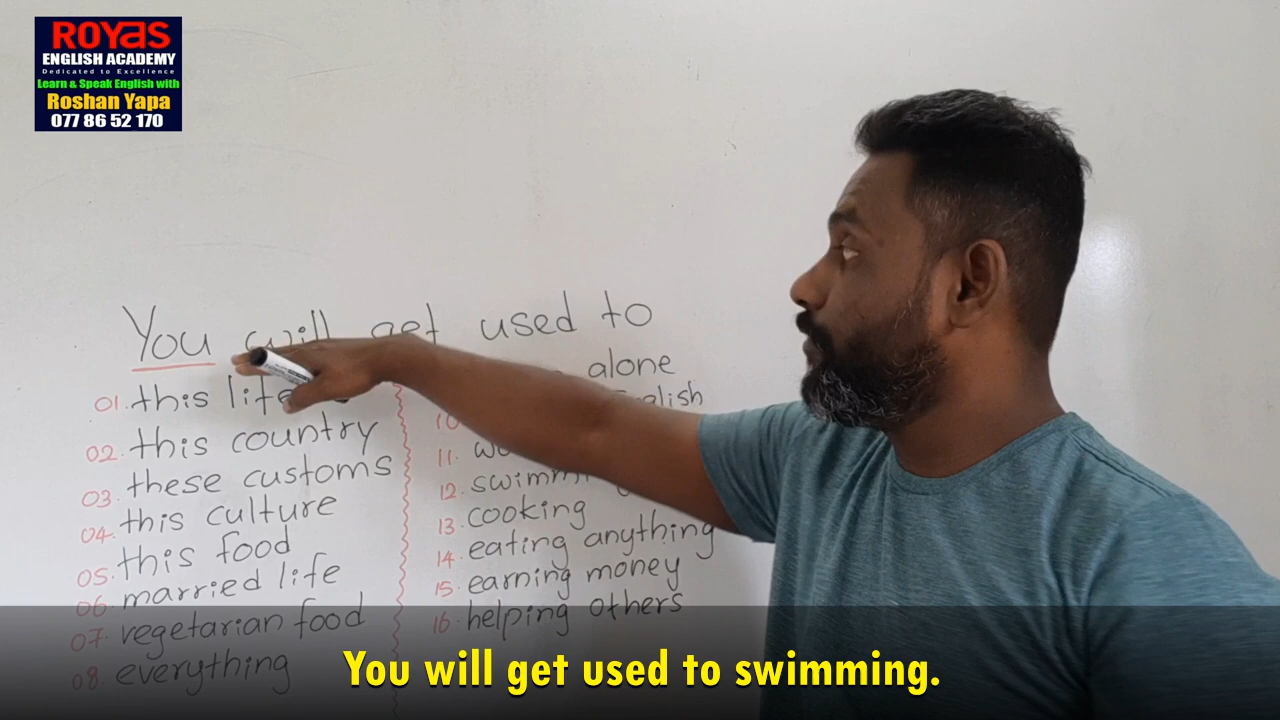 ROYAS
ENGLISH ACADEMY
Dedicated to Excellence
Learn & Speak English with
Roshan Yapa
077 86 52 170
You will get used to
01. this life
02. this country
03. these customs
04. this culture
05. this food
06. married life
07. vegetarian food
08. everything
alone
10
11.
12. swimming
13. cooking
14. eating anything
15. earning money
16. helping others
You will get used to swimming.